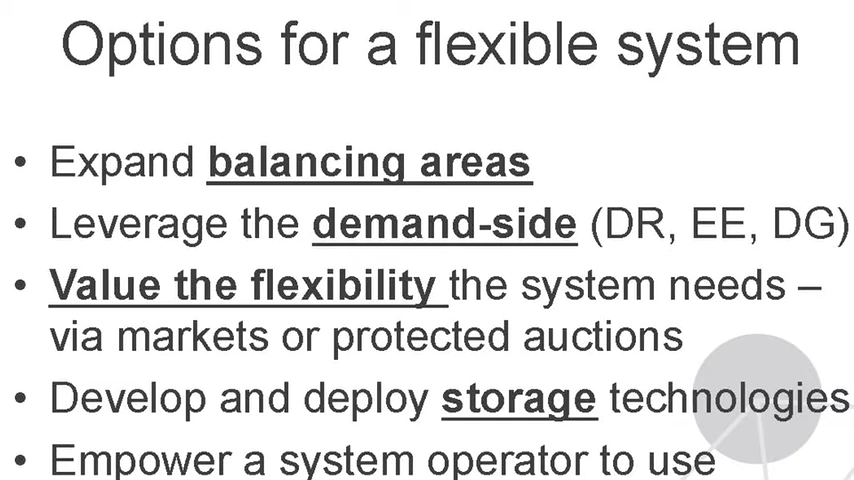 Options for a flexible system
• Expand balancing areas
• Leverage the demand-side (DR, EE, DG)
• Value the flexibility the system needs –
via markets or protected auctions
• Develop and deploy storage technologies
• Empower a system operator to use